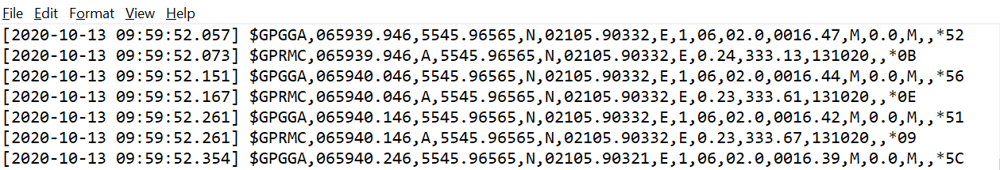 File Edit Format View Help
[2020-10-13 09:59:52.057] $GPGGA,065939.946,5545.96565,N,02105.90332,E,1,06,02.0,0016.47,M,0.0,M,,*52
[2020-10-13 09:59:52.073] $GPRMC,065939.946,A,5545.96565,N,02105.90332,E,0.24,333.13,131020,,*0B
[2020-10-13 09:59:52.151] $GPGGA,065940.046,5545.96565,N,02105.90332,E,1,06,02.0,0016.44,M,0.0,M,,*56
[2020-10-13 09:59:52.167] $GPRMC,065940.046,A,5545.96565,N,02105.90332,E,0.23,333.61,131020,,*0E
[2020-10-13 09:59:52.261] $GPGGA,065940.146,5545.96565,N,02105.90332,E,1,06,02.0,0016.42,M,0.0,M,,*51
[2020-10-13 09:59:52.261] $GPRMC,065940.146,A,5545.96565,N,02105.90332,E,0.23,333.67,131020,,*09
[2020-10-13 09:59:52.354] $GPGGA,065940.246,5545.96565,N,02105.90321,E,1,06,02.0,0016.39,M,0.0,M,,*5C